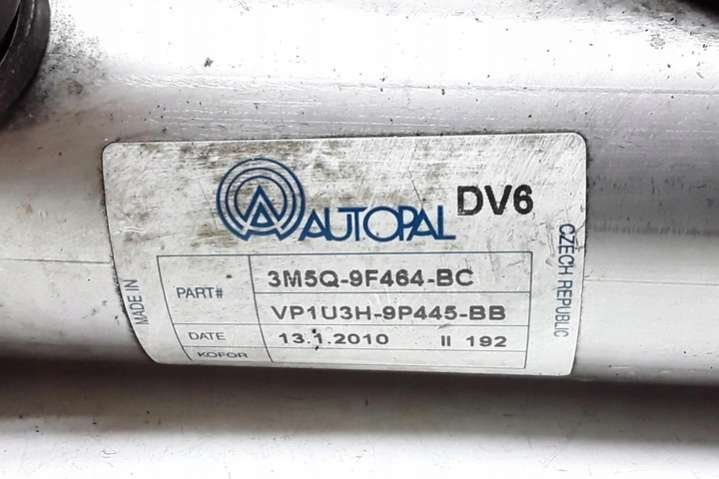 AUTOPAL DV6
MADE IN
CZECH REPUBLIC
PART# 3M5Q-9F464-BC
VP1U3H-9P445-BB
DATE 13.1.2010 II 192
KOFOR